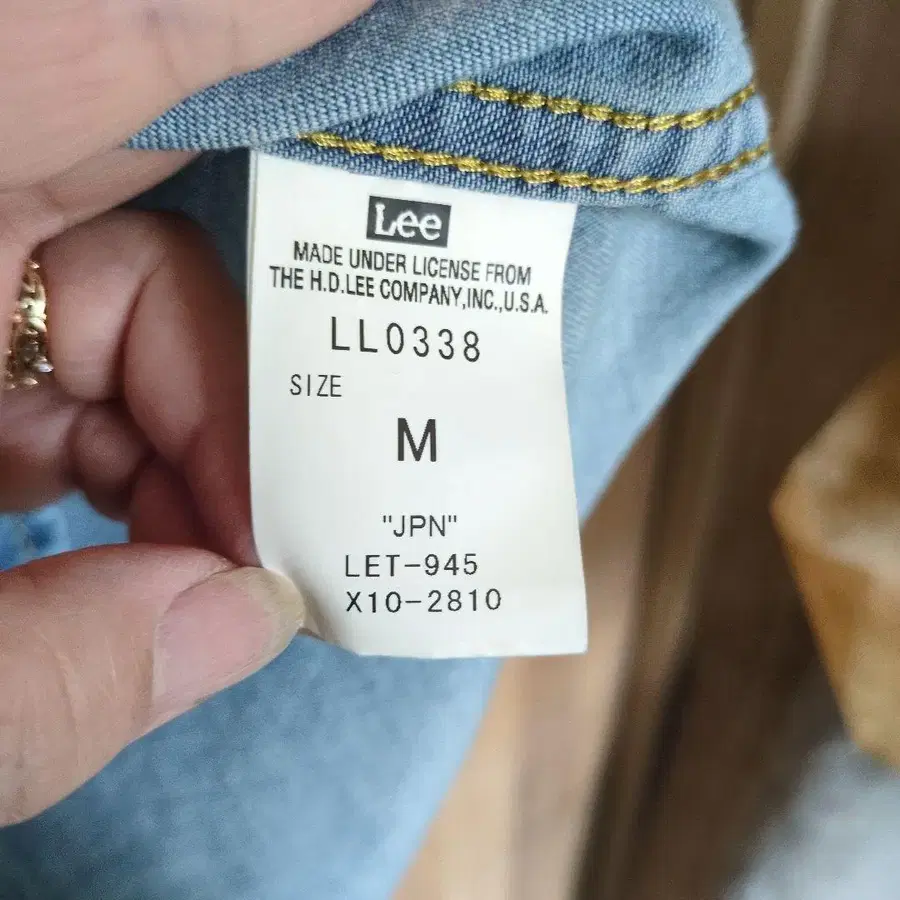 Lee
MADE UNDER LICENSE FROM
THE H.D.LEE COMPANY,INC.,U.S.A.
LL0338
SIZE
M
"JPN"
LET-945
X10-2810